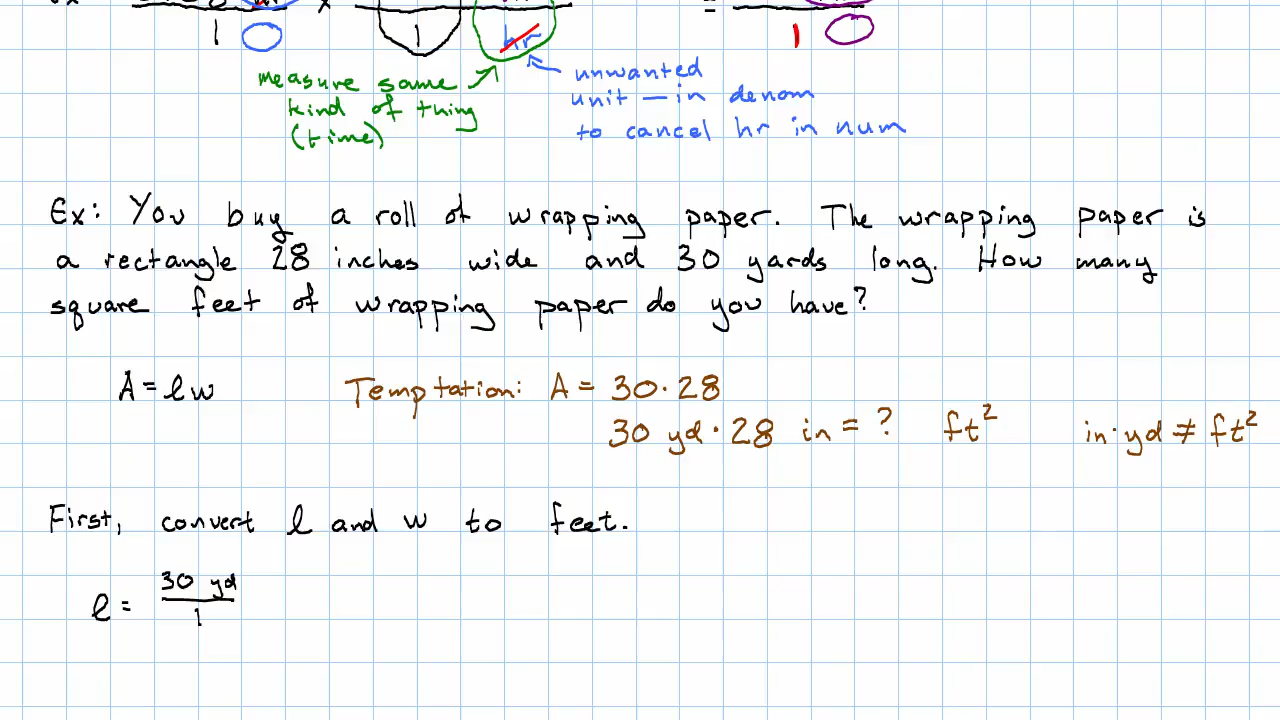 ×
=
1
1
hr
1
measure same
kind of thing
(time)
unwanted
unit — in denom
to cancel hr in num
Ex: You buy a roll of wrapping paper. The wrapping paper is
a rectangle 28 inches wide and 30 yards long. How many
square feet of wrapping paper do you have?
A = lw
Temptation: A = 30·28
30 yd·28 in = ? ft²
in·yd ≠ ft²
First, convert l and w to feet.
l = 30 yd
1